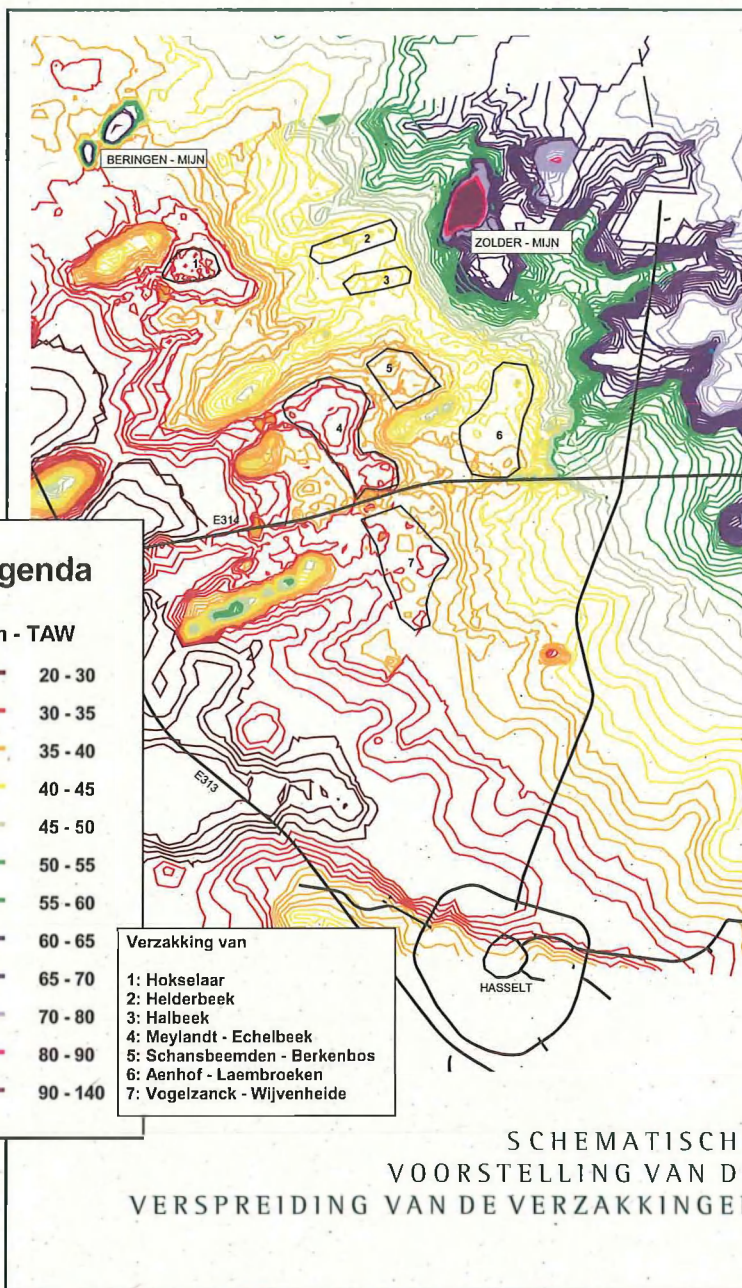 BERINGEN - MIJN
2
ZOLDER - MIJN
1
3
5
4
6
E314
7
genda
n - TAW
20 - 30
30 - 35
35 - 40
40 - 45
45 - 50
50 - 55
55 - 60
60 - 65
65 - 70
70 - 80
80 - 90
90 - 140
E313
Verzakking van
1: Hokselaar
2: Helderbeek
3: Halbeek
4: Meylandt - Echelbeek
5: Schansbeemden - Berkenbos
6: Aenhof - Laembroeken
7: Vogelzanck - Wijvenheide
HASSELT
SCHEMATISCH
VOORSTELLING VAN D
VERSPREIDING VAN DE VERZAKKINGE